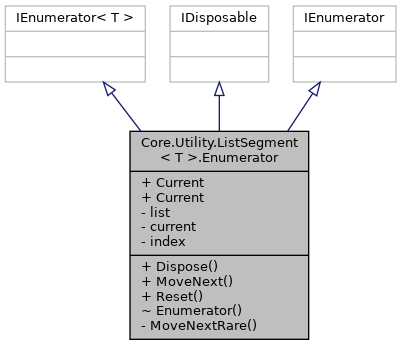 IEnumerator< T >
IDisposable
IEnumerator
Core.Utility.ListSegment
< T >.Enumerator
+ Current
+ Current
- list
- current
- index
+ Dispose()
+ MoveNext()
+ Reset()
~ Enumerator()
- MoveNextRare()